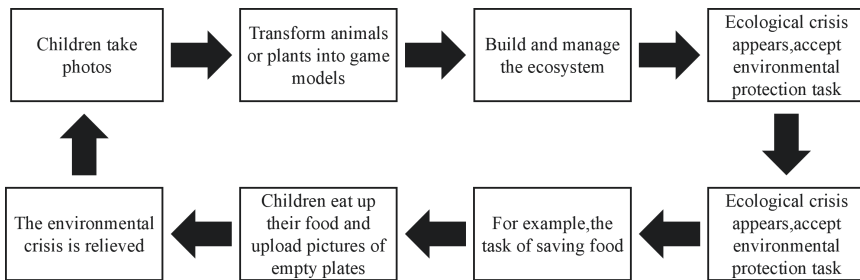 Children take
photos
Transform animals
or plants into game
models
Build and manage
the ecosystem
Ecological crisis
appears,accept
environmental
protection task
Ecological crisis
appears,accept
environmental
protection task
For example,the
task of saving food
Children eat up
their food and
upload pictures of
empty plates
The environmental
crisis is relieved